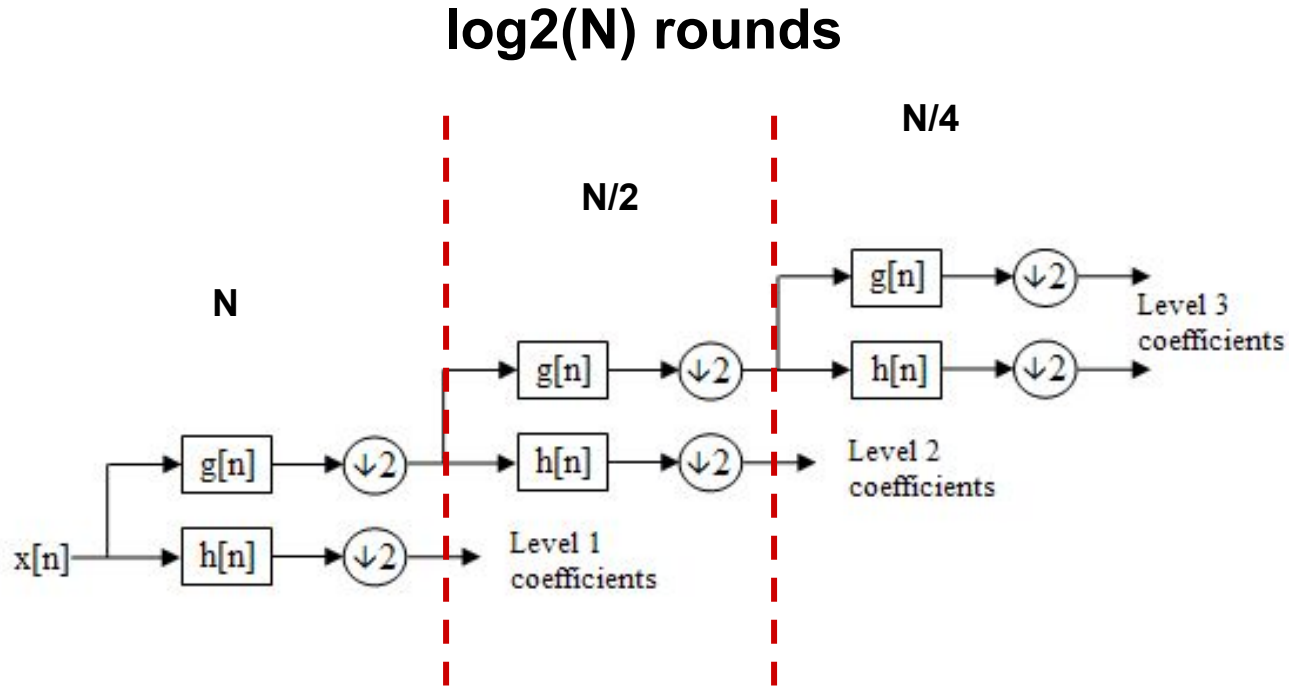 log2(N) rounds
N/4
N/2
N
g[n]
↓2
Level 3
coefficients
h[n]
↓2
g[n]
↓2
h[n]
↓2
Level 2
coefficients
g[n]
↓2
x[n]
h[n]
↓2
Level 1
coefficients